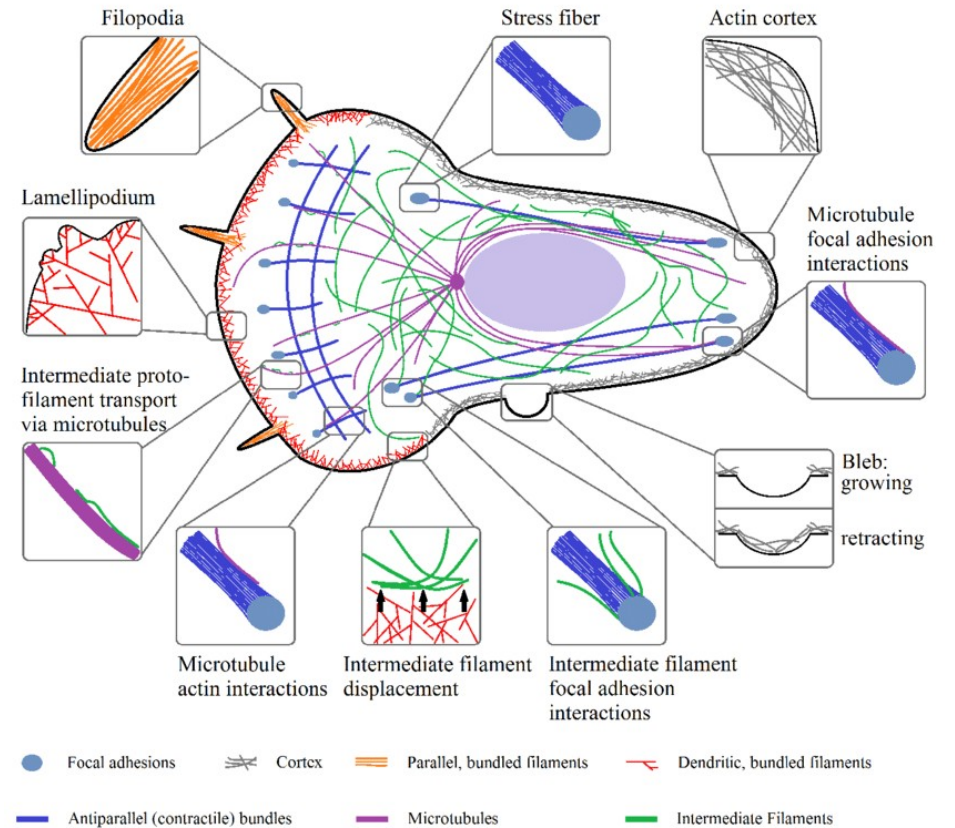 Filopodia
Stress fiber
Actin cortex
Lamellipodium
Microtubule
focal adhesion
interactions
Intermediate proto-
filament transport
via microtubules
Bleb:
growing
retracting
Microtubule
actin interactions
Intermediate filament
displacement
Intermediate filament
focal adhesion
interactions
Focal adhesions
Cortex
Parallel, bundled filaments
Dendritic, bundled filaments
Antiparallel (contractile) bundles
Microtubules
Intermediate Filaments